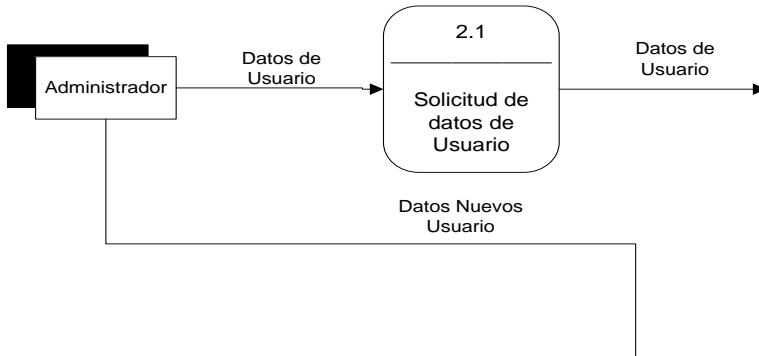 2.1
Datos de
Usuario
Datos de
Usuario
Administrador
Solicitud de
datos de
Usuario
Datos Nuevos
Usuario